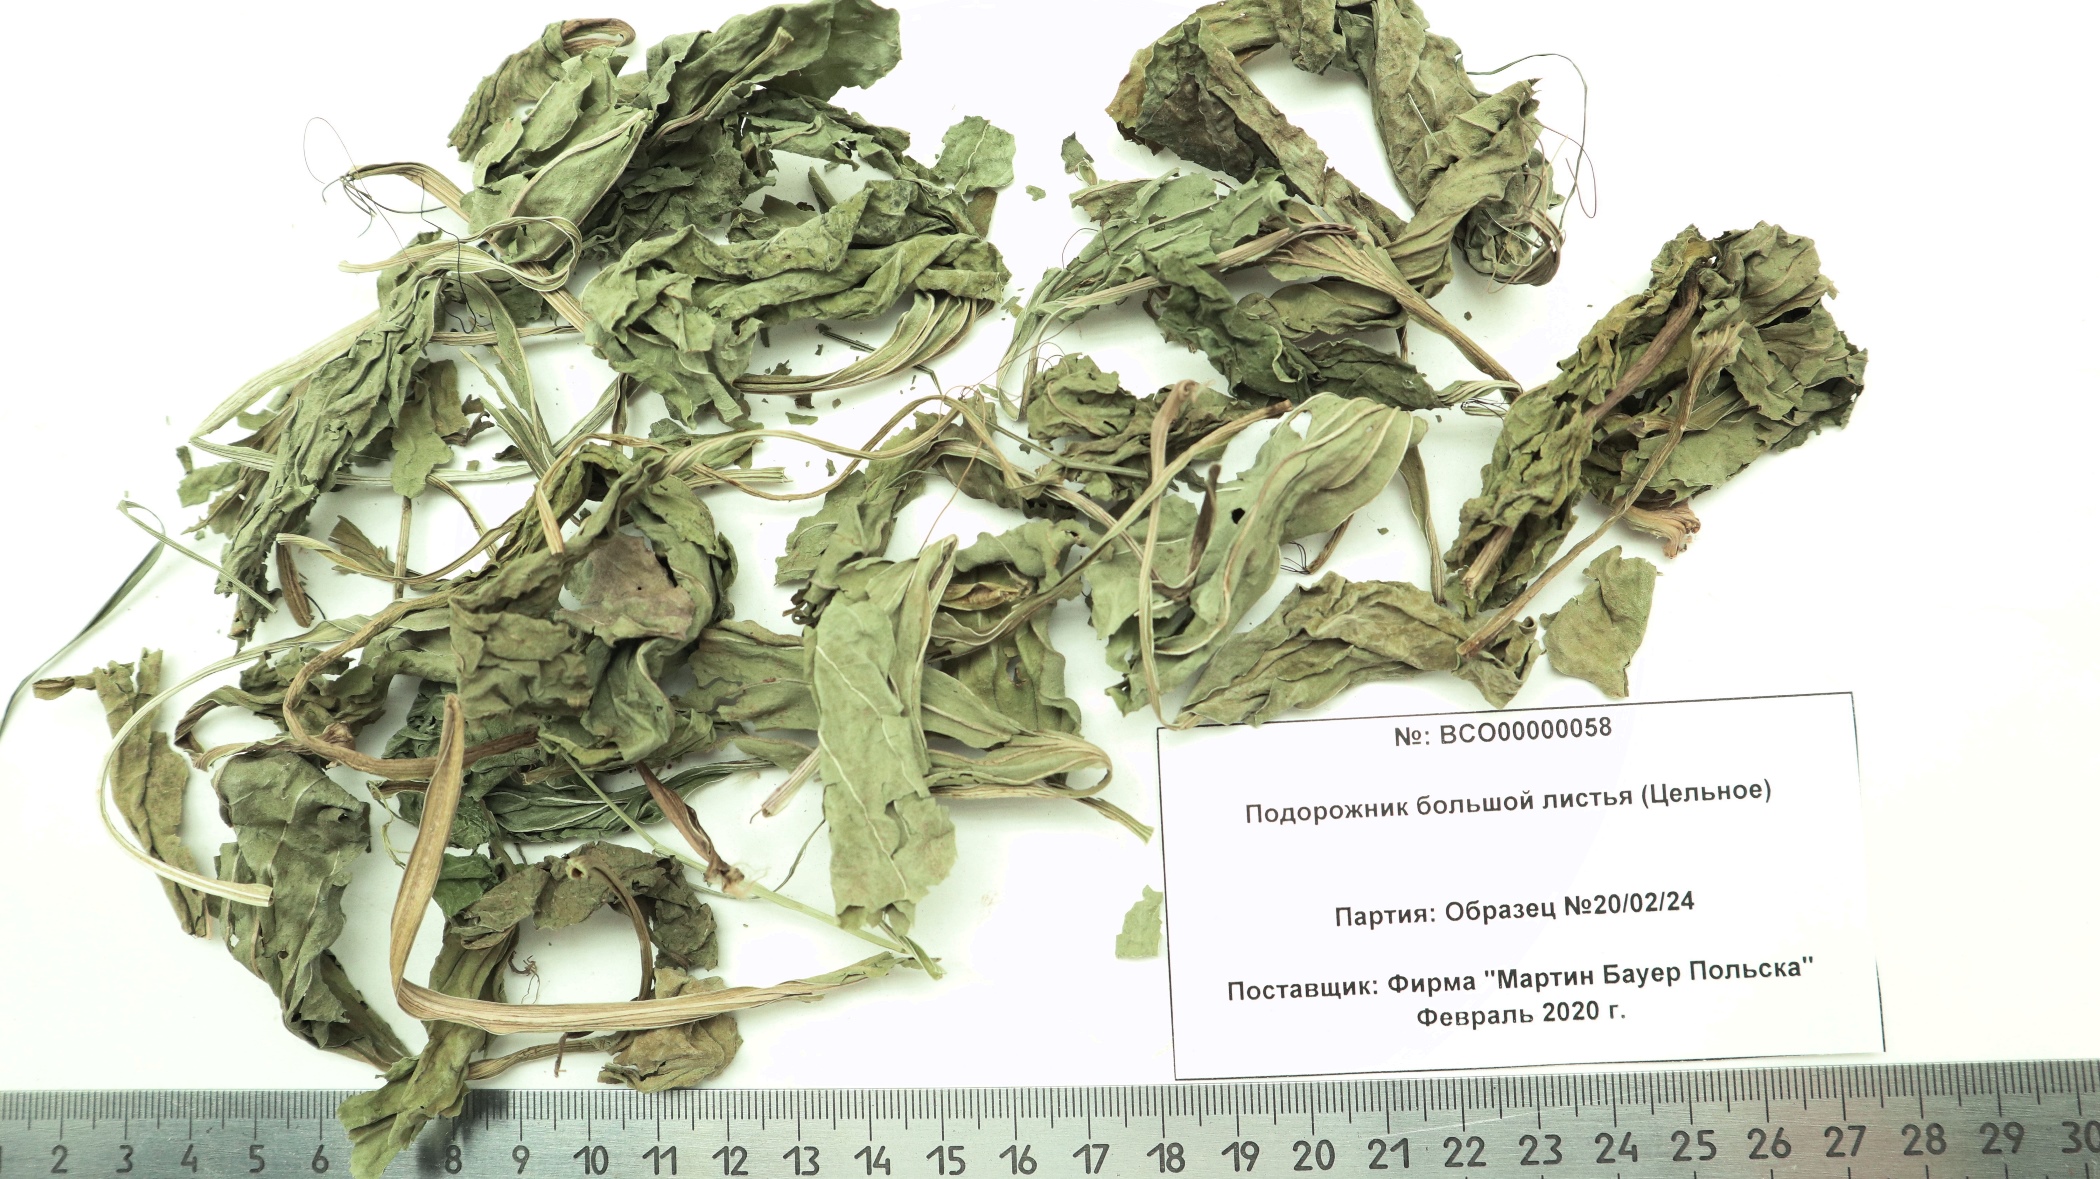 №: ВСО00000058
Подорожник большой листья (Цельное)
Партия: Образец №20/02/24
Поставщик: Фирма "Мартин Бауер Польска"
Февраль 2020 г.
2 3 4 5 6 8 9 10 11 12 13 14 15 16 17 18 19 20 21 22 23 24 25 26 27 28 29 30